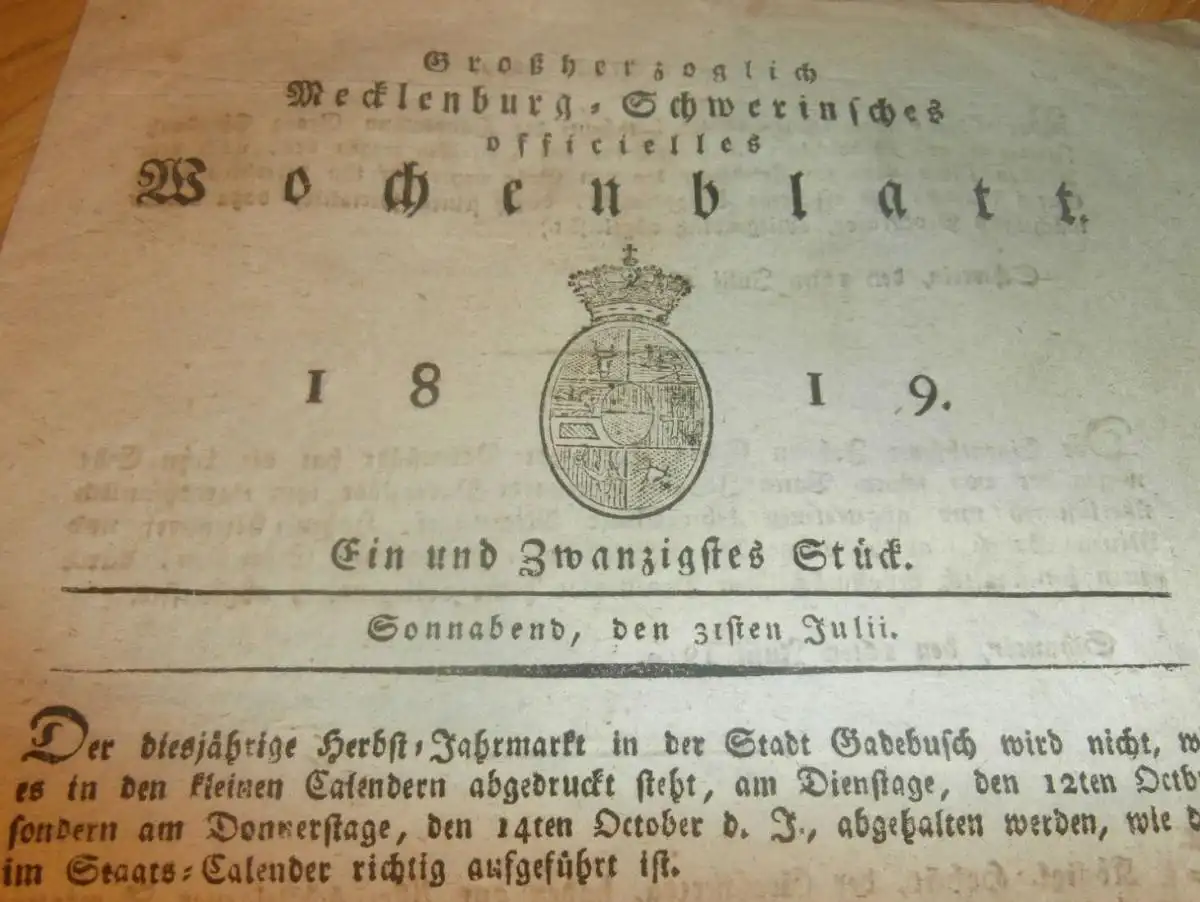 Großherzoglich
Mecklenburg-Schwerinsches
officielles
Wochenblatt.
1819.
Ein und Zwanzigstes Stück.
Sonnabend, den 31sten Julii.
Der diesjährige Herbst-Jahrmarkt in der Stadt Gadebusch wird nicht,
es in den kleinen Calendern abgedruckt steht, am Dienstage, den 12ten Octb
sondern am Donnerstage, den 14ten October d. J., abgehalten werden, wie
im Staats-Calender richtig aufgeführt ist.